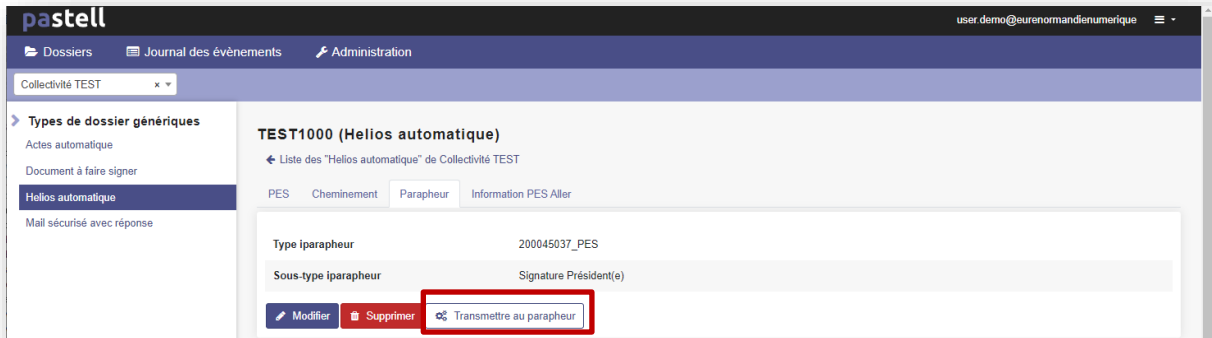 pastell
user.demo@eurenormandienumerique
Dossiers Journal des évènements Administration
Collectivité TEST ×
Types de dossier génériques
Actes automatique
Document à faire signer
Helios automatique
Mail sécurisé avec réponse
TEST1000 (Helios automatique)
Liste des "Helios automatique" de Collectivité TEST
PES Cheminement Parapheur Information PES Aller
Type iparapheur 200045037_PES
Sous-type iparapheur Signature Président(e)
Modifier Supprimer Transmettre au parapheur